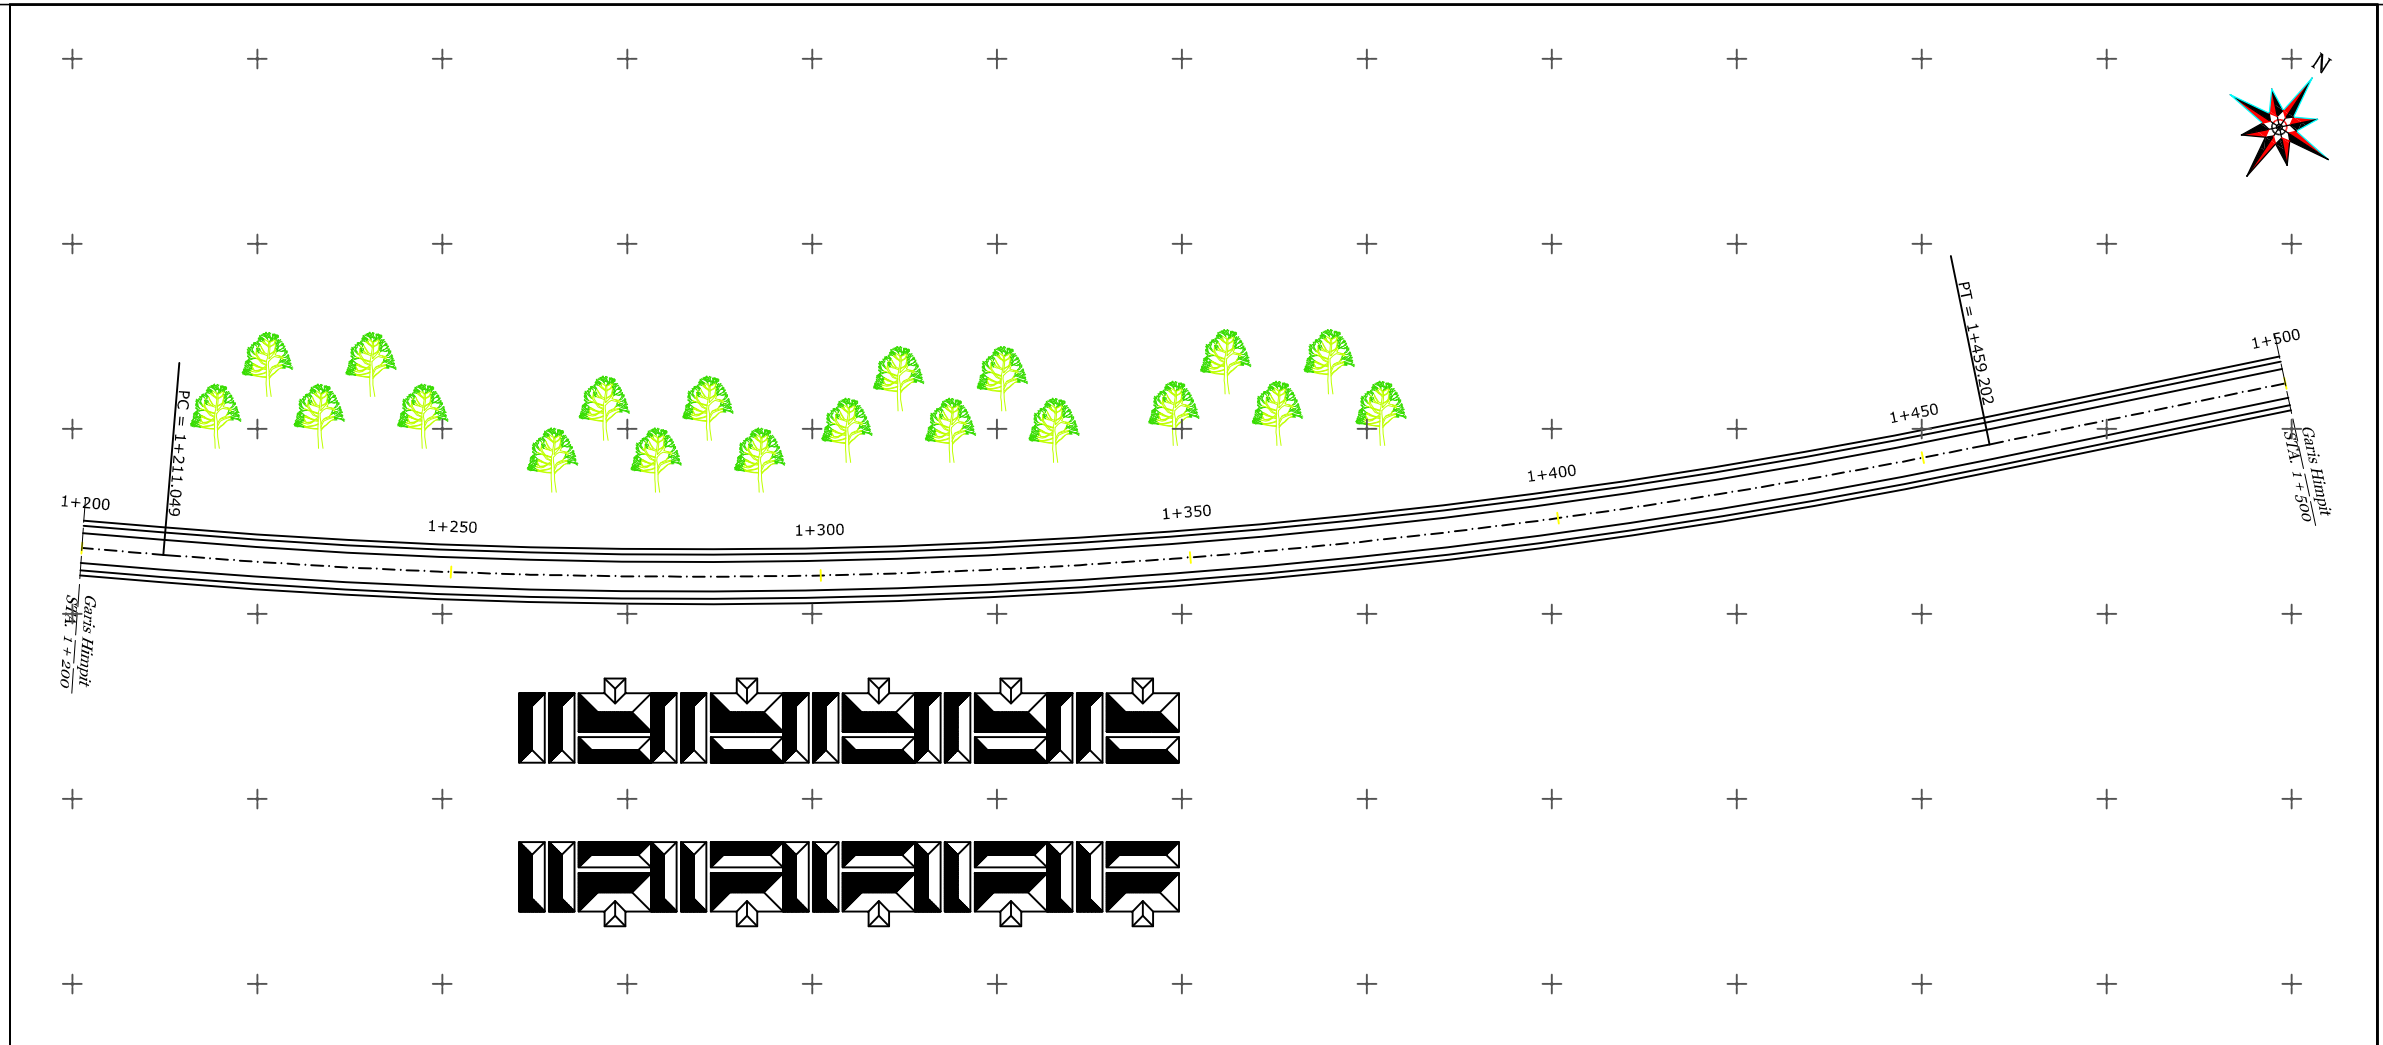 N
PT = 1+459.202
1+500
PC = 1+211.049
1+450
Garis Himpit
STA. 1+500
1+400
1+200
1+350
1+250
1+300
Garis Himpit
STA. 1+200